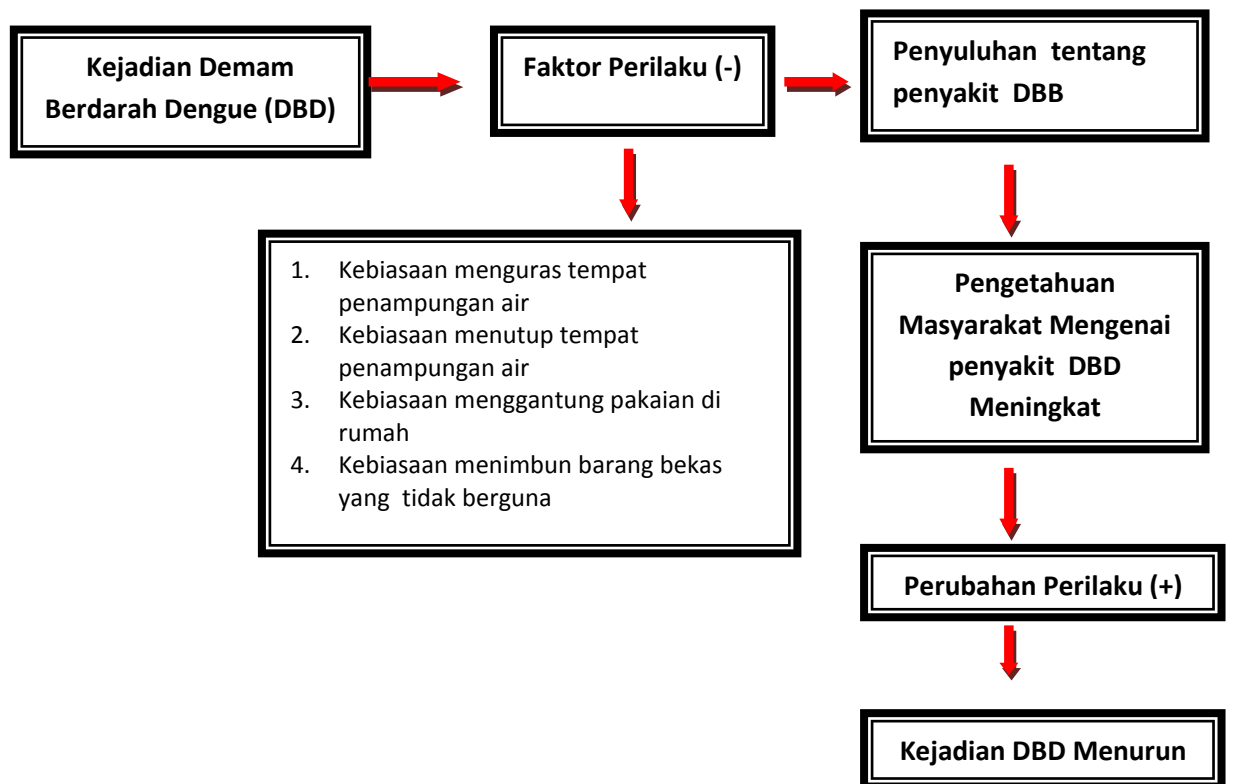 Kejadian Demam
Berdarah Dengue (DBD)
Faktor Perilaku (-)
Penyuluhan tentang
penyakit DBB
1. Kebiasaan menguras tempat
penampungan air
2. Kebiasaan menutup tempat
penampungan air
3. Kebiasaan menggantung pakaian di
rumah
4. Kebiasaan menimbun barang bekas
yang tidak berguna
Pengetahuan
Masyarakat Mengenai
penyakit DBD
Meningkat
Perubahan Perilaku (+)
Kejadian DBD Menurun